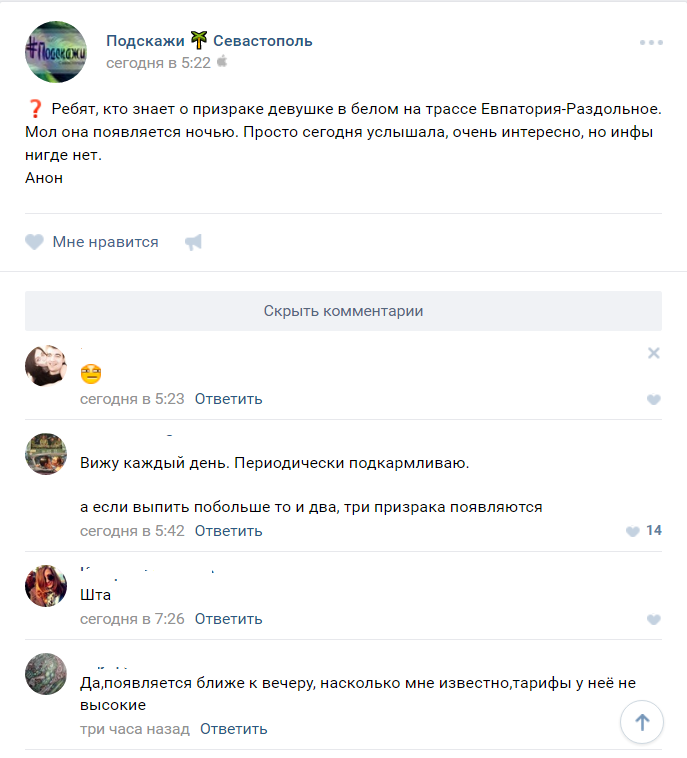 #Подскажи
Подскажи 🌴 Севастополь
сегодня в 5:22
❓ Ребят, кто знает о призраке девушке в белом на трассе Евпатория-Раздольное.
Мол она появляется ночью. Просто сегодня услышала, очень интересно, но инфы
нигде нет.
Анон
Мне нравится
Скрыть комментарии
😒
сегодня в 5:23 Ответить
Вижу каждый день. Периодически подкармливаю.
а если выпить побольше то и два, три призрака появляются
сегодня в 5:42 Ответить 14
Шта
сегодня в 7:26 Ответить
Да,появляется ближе к вечеру, насколько мне известно,тарифы у неё не
высокие
три часа назад Ответить